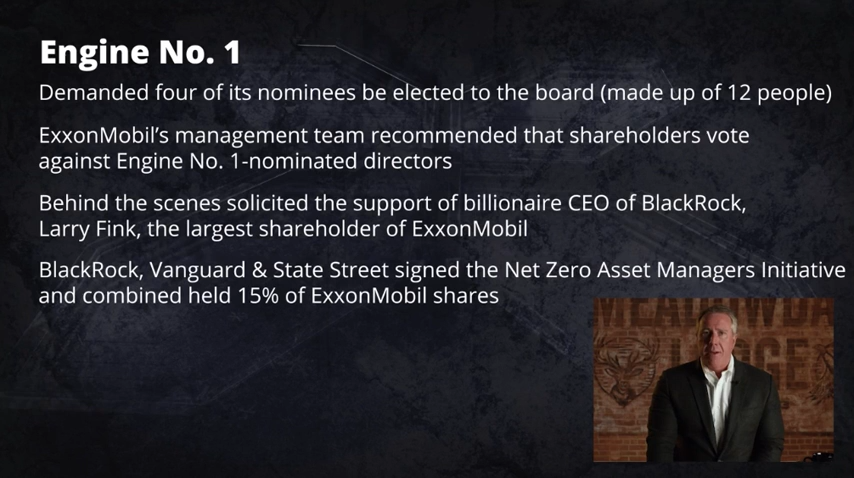 Engine No. 1
Demanded four of its nominees be elected to the board (made up of 12 people)
ExxonMobil’s management team recommended that shareholders vote
against Engine No. 1-nominated directors
Behind the scenes solicited the support of billionaire CEO of BlackRock,
Larry Fink, the largest shareholder of ExxonMobil
BlackRock, Vanguard & State Street signed the Net Zero Asset Managers Initiative
and combined held 15% of ExxonMobil shares